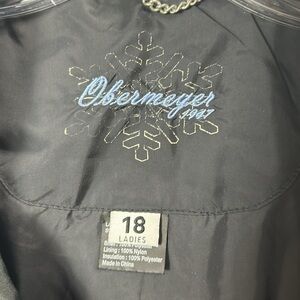 Obermeyer
1947
18
LADIES
Lining : 100% Nylon
Insulation : 100% Polyester
Made in China